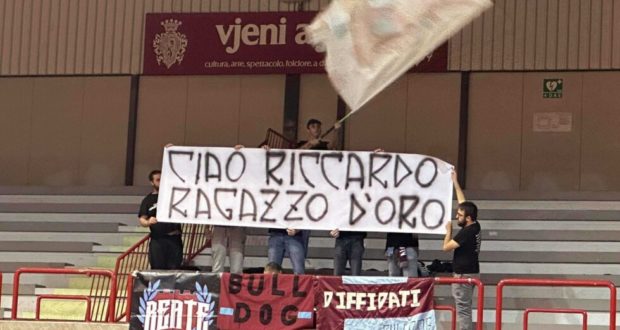 vjeni a
cultura, arte, spettacolo, folclore, a d
CIAO RICCARDO
RAGAZZO D'ORO
REATE
BULL
DOG
DIFFIDATI